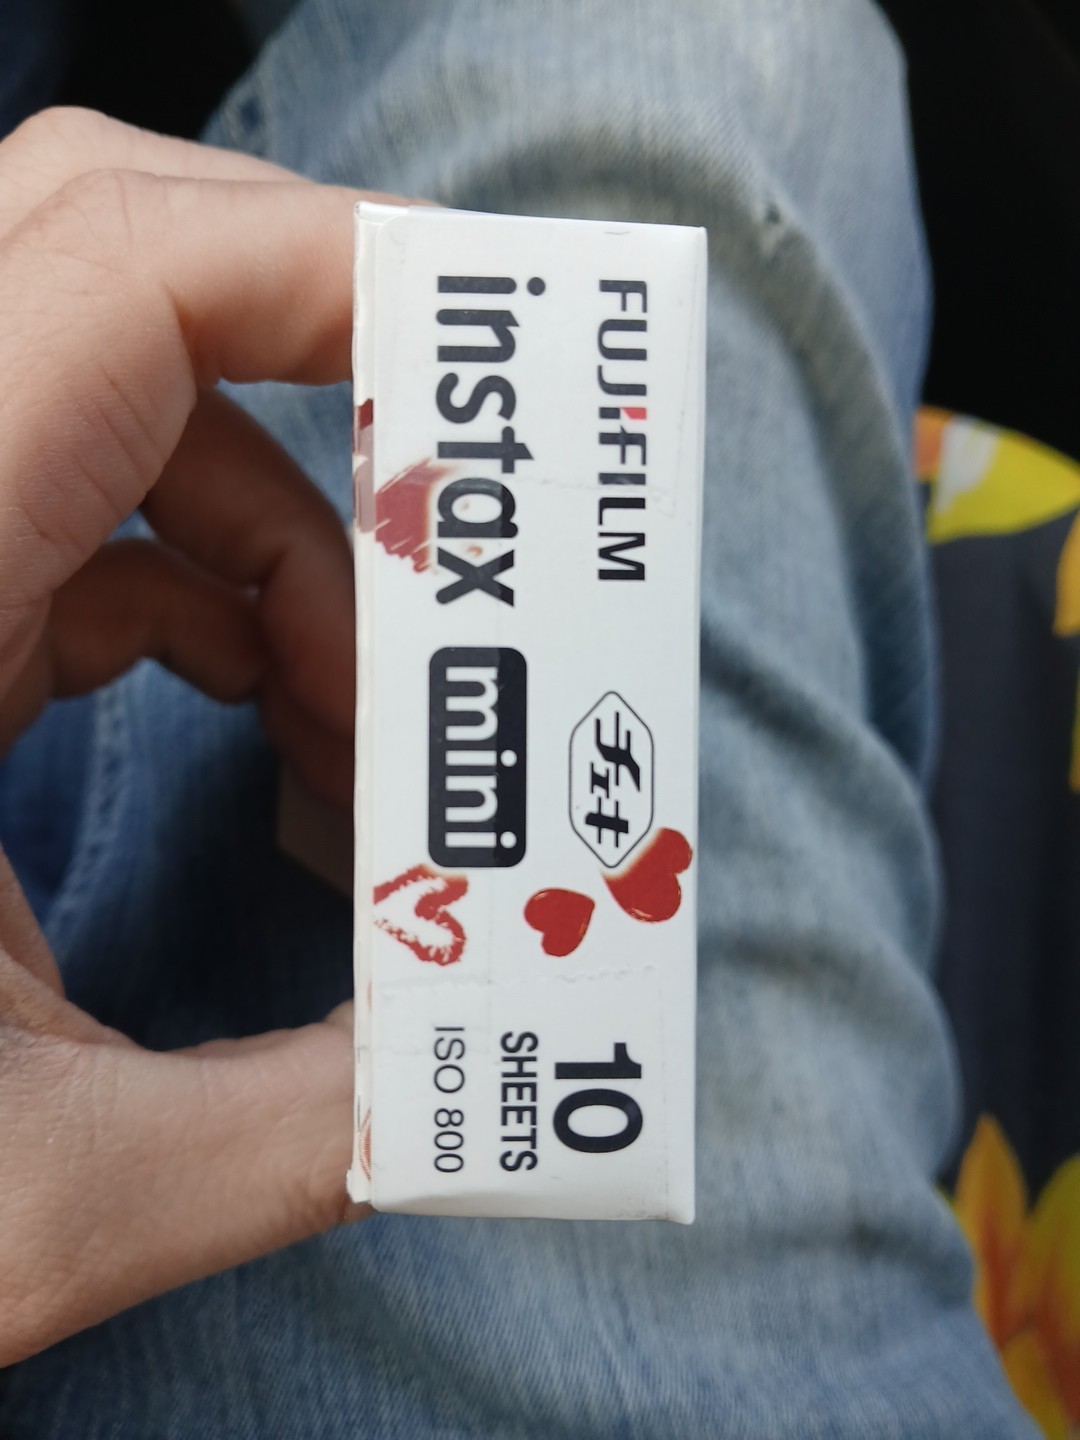 FUJIFILM
instax mini
チェキ
10
SHEETS
ISO 800